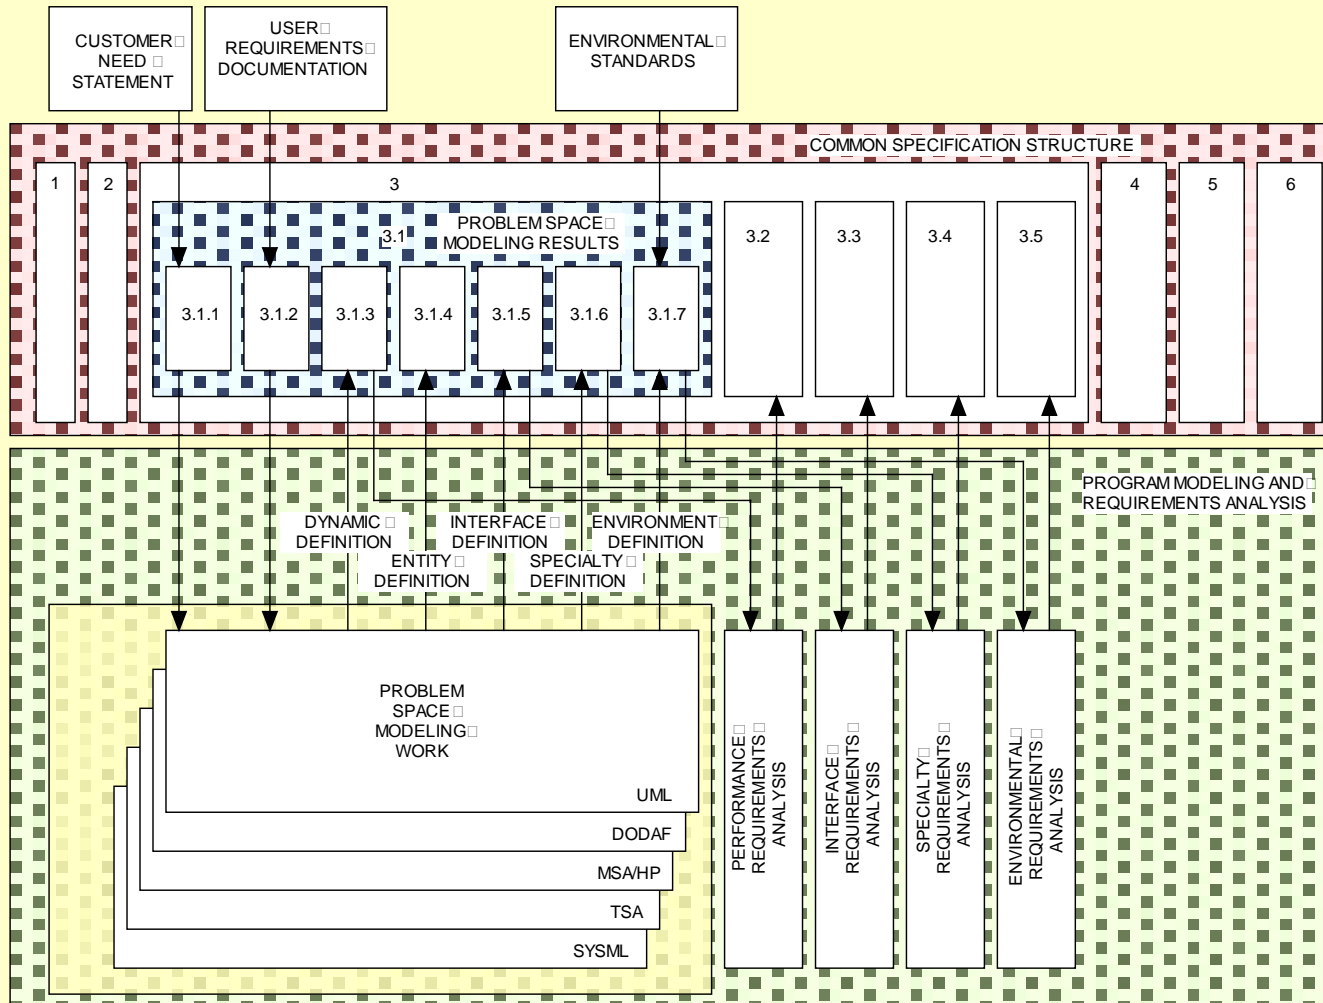 CUSTOMER
NEED
STATEMENT
USER
REQUIREMENTS
DOCUMENTATION
ENVIRONMENTAL
STANDARDS
COMMON SPECIFICATION STRUCTURE
1
2
3
4
5
6
PROBLEM SPACE
3.1
MODELING RESULTS
3.2
3.3
3.4
3.5
3.1.1
3.1.2
3.1.3
3.1.4
3.1.5
3.1.6
3.1.7
PROGRAM MODELING AND
REQUIREMENTS ANALYSIS
DYNAMIC
DEFINITION
ENTITY
DEFINITION
INTERFACE
DEFINITION
SPECIALTY
DEFINITION
ENVIRONMENT
DEFINITION
PROBLEM
SPACE
MODELING
WORK
UML
DODAF
MSA/HP
TSA
SYSML
PERFORMANCE
REQUIREMENTS
ANALYSIS
INTERFACE
REQUIREMENTS
ANALYSIS
SPECIALTY
REQUIREMENTS
ANALYSIS
ENVIRONMENTAL
REQUIREMENTS
ANALYSIS